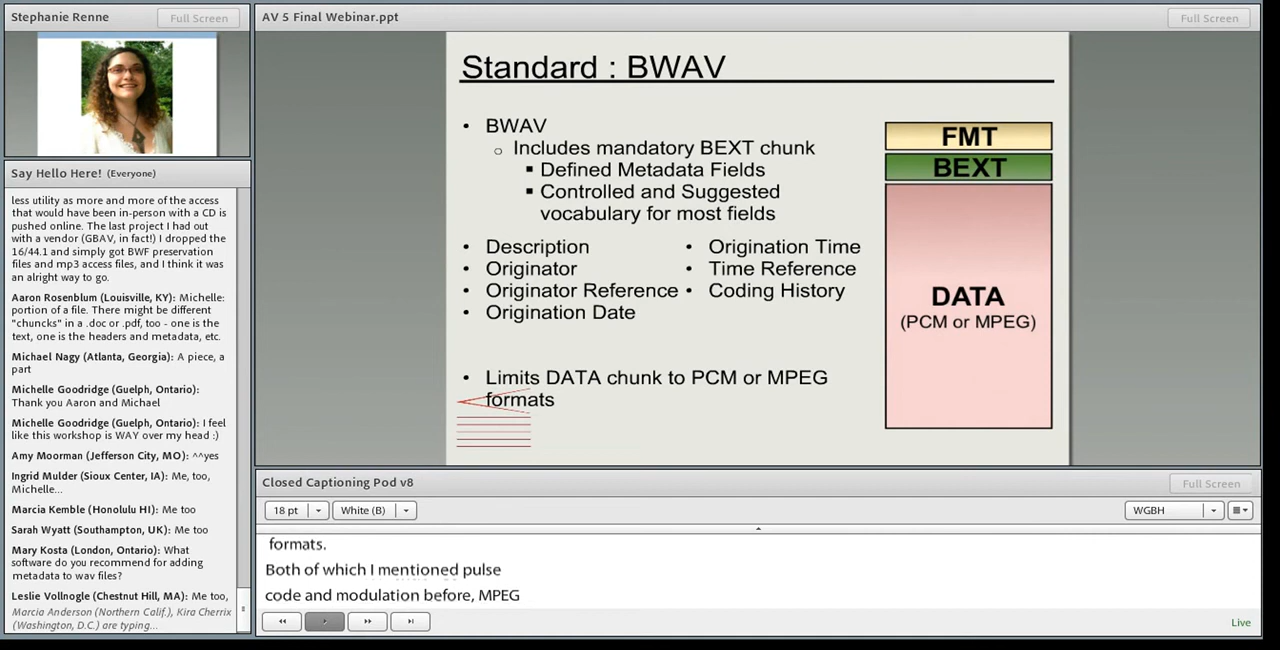 Stephanie Renne
Full Screen
Say Hello Here! (Everyone)
less utility as more and more of the access
that would have been in-person with a CD is
pushed online. The last project I had out
with a vendor (GBAV, in fact!) I dropped the
16/44.1 and simply got BWF preservation
files and mp3 access files, and I think it was
an alright way to go.
Aaron Rosenblum (Louisville, KY): Michelle:
portion of a file. There might be different
"chuncks" in a .doc or .pdf, too - one is the
text, one is the headers and metadata, etc.
Michael Nagy (Atlanta, Georgia): A piece, a
part
Michelle Goodridge (Guelph, Ontario):
Thank you Aaron and Michael
Michelle Goodridge (Guelph, Ontario): I feel
like this workshop is WAY over my head :)
Amy Moorman (Jefferson City, MO): ^^yes
Ingrid Mulder (Sioux Center, IA): Me, too,
Michelle...
Marcia Kemble (Honolulu HI): Me too
Sarah Wyatt (Southampton, UK): Me too
Mary Kosta (London, Ontario): What
software do you recommend for adding
metadata to wav files?
Leslie Vollnogle (Chestnut Hill, MA): Me too,
Marcia Anderson (Northern Calif.), Kira Cherrix
(Washington, D.C.) are typing...
AV 5 Final Webinar.ppt
Full Screen
Standard : BWAV
• BWAV
o Includes mandatory BEXT chunk
▪ Defined Metadata Fields
▪ Controlled and Suggested
vocabulary for most fields
• Description
• Originator
• Originator Reference
• Origination Date
• Origination Time
• Time Reference
• Coding History
• Limits DATA chunk to PCM or MPEG
formats
FMT
BEXT
DATA
(PCM or MPEG)
Closed Captioning Pod v8
Full Screen
18 pt
White (B)
WGBH
formats.
Both of which I mentioned pulse
code and modulation before, MPEG
Live